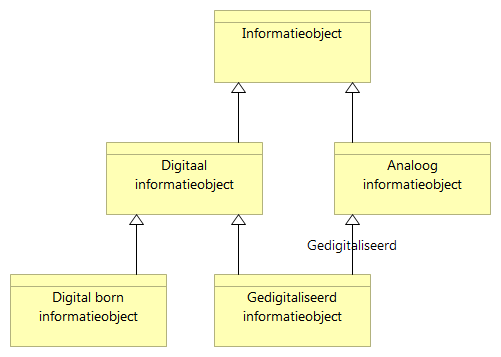 Informatieobject
Digitaal
informatieobject
Analoog
informatieobject
Gedigitaliseerd
Digital born
informatieobject
Gedigitaliseerd
informatieobject